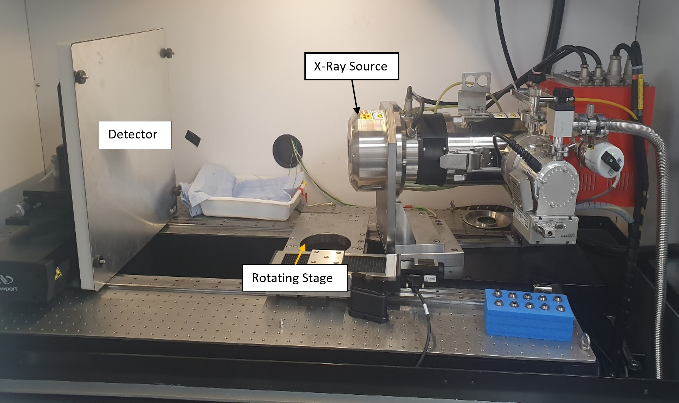 X-Ray Source
Detector
Rotating Stage